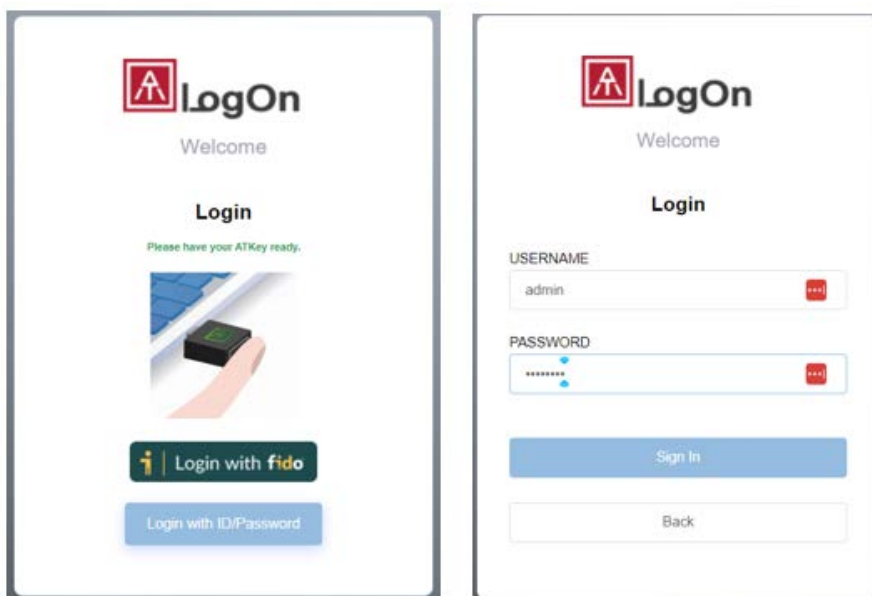 LogOn
Welcome
Login
Please have your ATKey ready.
Login with fido
Login with ID/Password
LogOn
Welcome
Login
USERNAME
admin
PASSWORD
••••••••
Sign In
Back